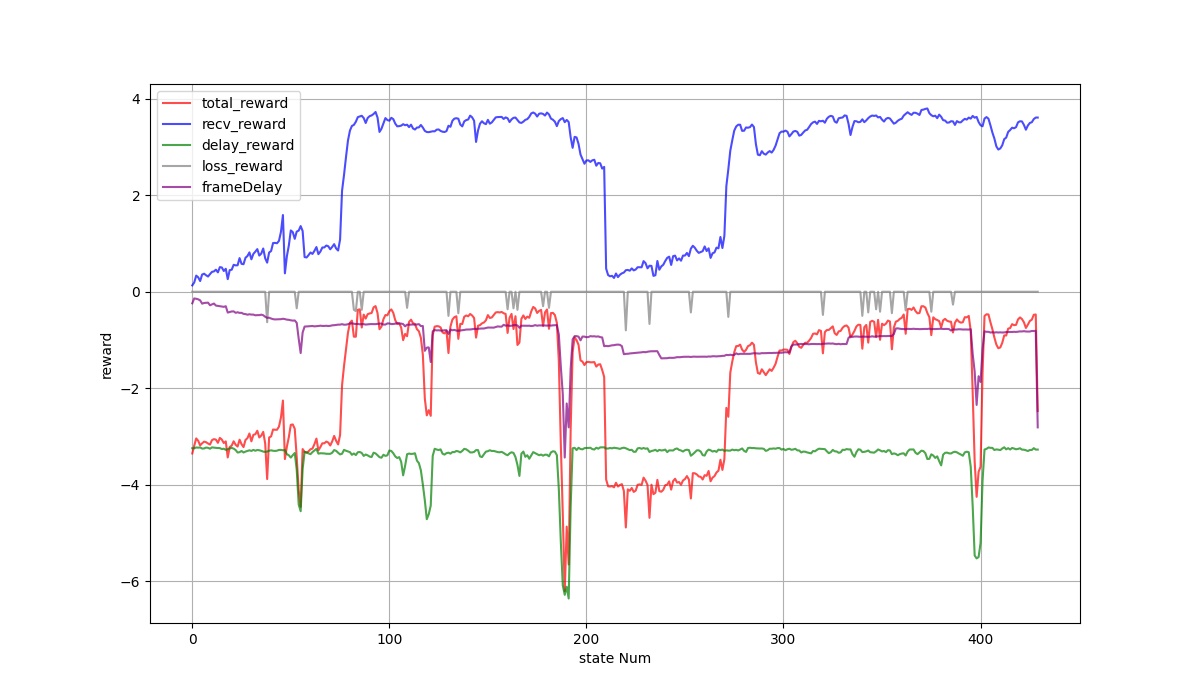 total_reward
recv_reward
delay_reward
loss_reward
frameDelay
4
2
0
−2
−4
−6
reward
0 100 200 300 400
state Num